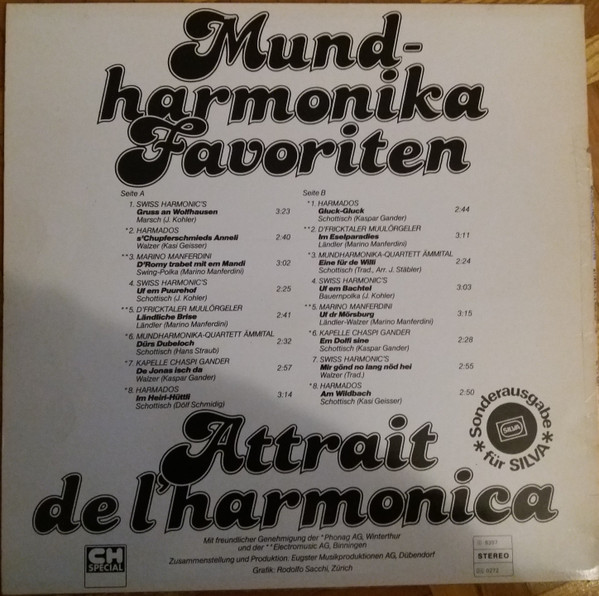 Mund-
harmonika
Favoriten
Seite A
1. SWISS HARMONIC'S
Gruss an Wolfhausen 3:23
Marsch (J. Kohler)
*2. HARMADOS
s'Chupferschmieds Anneli 2:40
Walzer (Kasi Geisser)
**3. MARINO MANFERDINI
D'Romy trabet mit em Mandi 3:02
Swing-Polka (Marino Manferdini)
4. SWISS HARMONIC'S
Uf em Puurehof 2:25
Schottisch (J. Kohler)
**5. D'FRICKTALER MUULÖRGELER
Ländliche Brise 2:41
Ländler (Marino Manferdini)
*6. MUNDHARMONIKA-QUARTETT ÄMMITAL
Dürs Dubeloch 2:32
Schottisch (Hans Straub)
*7. KAPELLE CHASPI GANDER
De Jonas isch da 2:57
Walzer (Kaspar Gander)
*8. HARMADOS
Im Heiri-Hüttli 3:14
Schottisch (Dölf Schmidig)
Seite B
*1. HARMADOS
Gluck-Gluck 2:44
Schottisch (Kaspar Gander)
**2. D'FRICKTALER MUULÖRGELER
Im Eselparadies 3:11
Ländler (Marino Manferdini)
*3. MUNDHARMONIKA-QUARTETT ÄMMITAL
Eine für de Willi 2:24
Schottisch (Trad., Arr. J. Stäbler)
4. SWISS HARMONIC'S
Uf em Bachtel 3:03
Bauernpolka (J. Kohler)
**5. MARINO MANFERDINI
Uf dr Mörsburg 3:15
Ländler-Walzer (Marino Manferdini)
*6. KAPELLE CHASPI GANDER
Em Dolfi sine 2:28
Schottisch (Kaspar Gander)
7. SWISS HARMONIC'S
Mir gönd no lang nöd hei 2:55
Walzer (Trad.)
*8. HARMADOS
Am Wildbach 2:50
Schottisch (Kasi Geisser)
*Sonderausgabe*
SILVA
für SILVA
Attrait
de l'harmonica
CH
SPECIAL
Mit freundlicher Genehmigung der *Phonag AG, Winterthur
und der **Electromusic AG, Binningen
Zusammenstellung und Produktion: Eugster Musikproduktionen AG, Dübendorf
Grafik: Rodolfo Sacchi, Zürich
STEREO